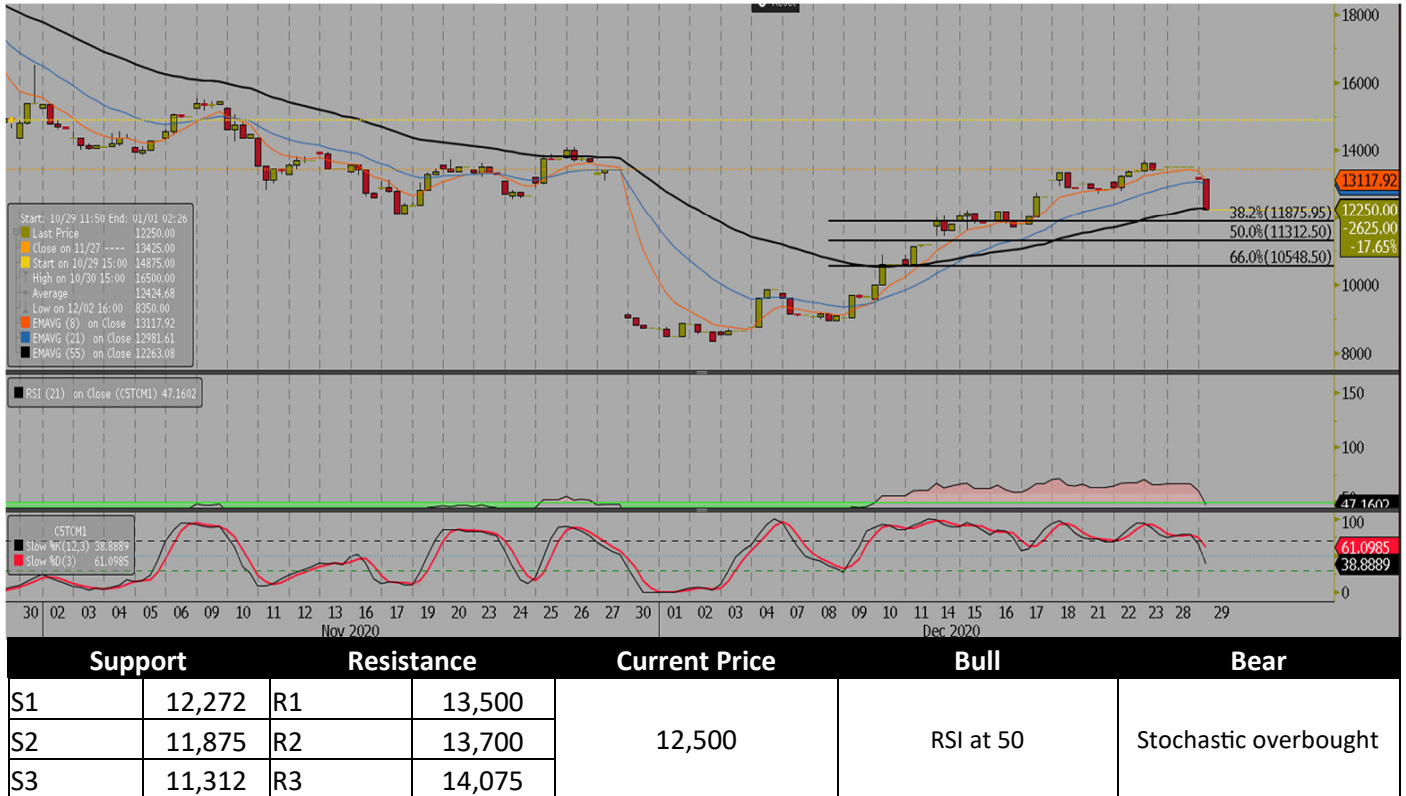 18000
16000
14000
13117.92
12250.00
-2625.00
-17.65%
38.2%(11875.95)
50.0%(11312.50)
66.0%(10548.50)
10000
8000
Start: 10/29 11:50 End: 01/01 02:26
Last Price 12250.00
Close on 11/27 ---- 13425.00
Start on 10/29 15:00 14875.00
High on 10/30 15:00 16500.00
Average 12424.68
Low on 12/02 16:00 8350.00
EMAVG (8) on Close 13117.92
EMAVG (21) on Close 12981.61
EMAVG (55) on Close 12263.08
RSI (21) on Close (C5TCM1) 47.1602
150
100
47.1602
C5TCM1
Slow %K(12,3) 38.8889
Slow %D(3) 61.0985
100
61.0985
38.8889
0
30 02 03 04 05 06 09 10 11 12 13 16 17 19 20 23 24 25 26 27 30 01 02 03 04 07 08 09 10 11 14 15 16 17 18 21 22 23 28 29
Nov 2020 Dec 2020
Support Resistance Current Price Bull Bear
S1 12,272 R1 13,500
S2 11,875 R2 13,700 12,500 RSI at 50 Stochastic overbought
S3 11,312 R3 14,075